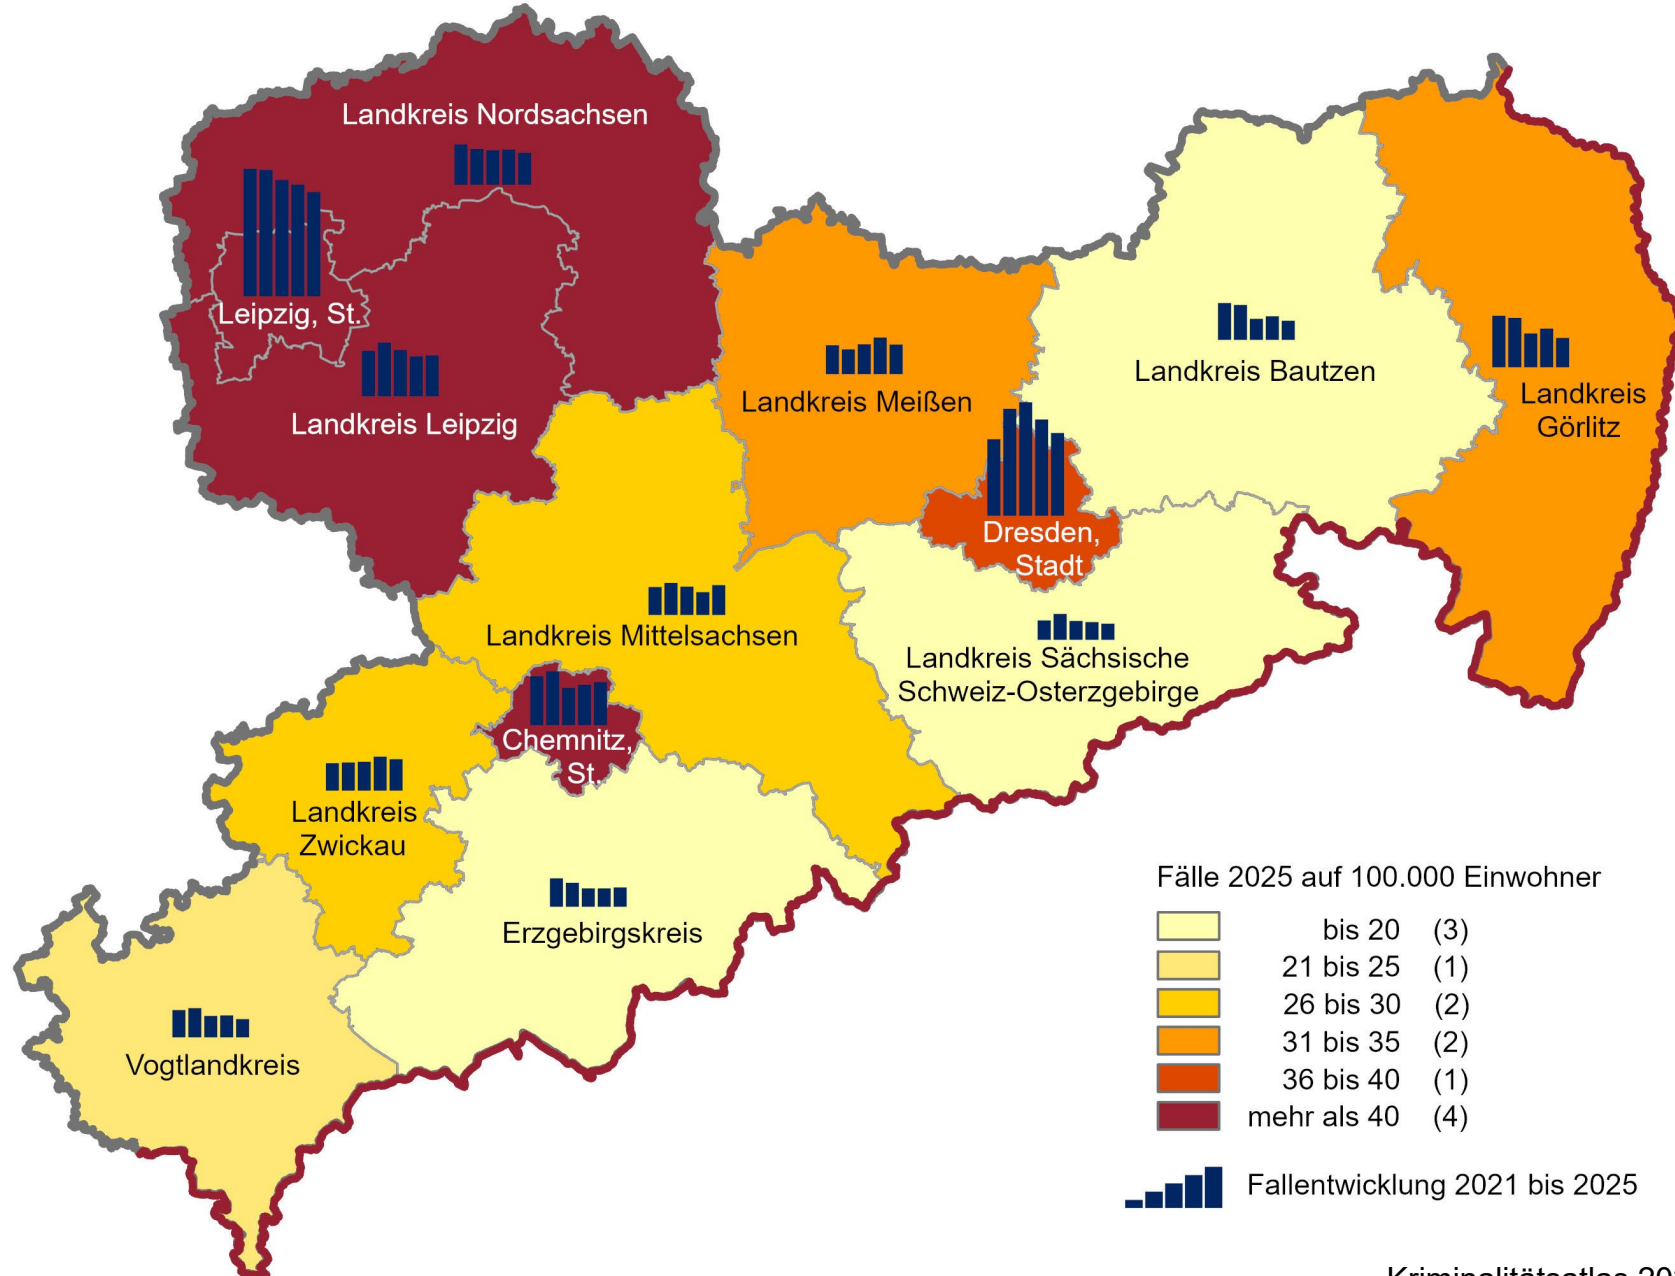 Landkreis Nordsachsen
Leipzig, St.
Landkreis Leipzig
Landkreis Meißen
Landkreis Bautzen
Landkreis
Görlitz
Dresden,
Stadt
Landkreis Mittelsachsen
Landkreis Sächsische
Schweiz-Osterzgebirge
Chemnitz,
St.
Landkreis
Zwickau
Erzgebirgskreis
Vogtlandkreis
Fälle 2025 auf 100.000 Einwohner
bis 20 (3)
21 bis 25 (1)
26 bis 30 (2)
31 bis 35 (2)
36 bis 40 (1)
mehr als 40 (4)
Fallentwicklung 2021 bis 2025
Kriminalitätsatlas 20